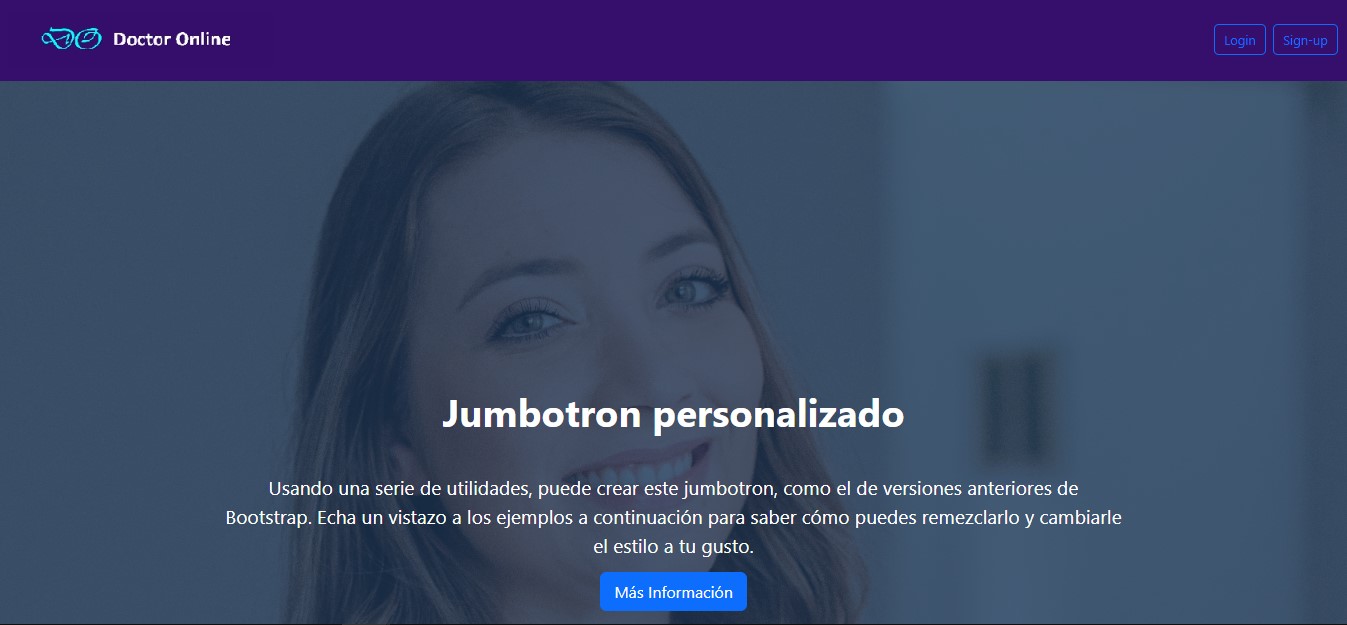 DO Doctor Online
Login Sign-up
Jumbotron personalizado
Usando una serie de utilidades, puede crear este jumbotron, como el de versiones anteriores de
Bootstrap. Echa un vistazo a los ejemplos a continuación para saber cómo puedes remezclarlo y cambiarle
el estilo a tu gusto.
Más Información